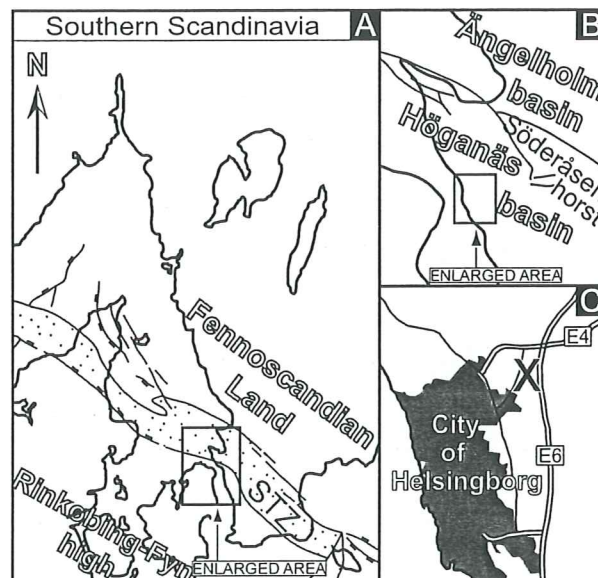 Southern Scandinavia
A
N
Fennoscandian
Land
STZ
Rinkøbing-Fyn
high
ENLARGED AREA
B
Ängelholm
basin
Höganäs
basin
Söderåsen
horst
ENLARGED AREA
C
E4
X
City
of
Helsingborg
E6